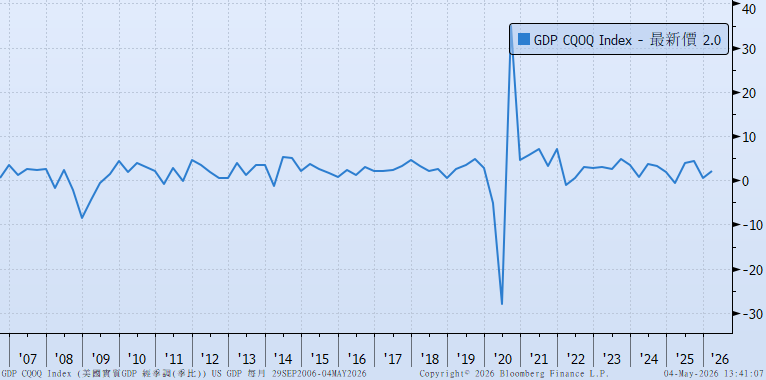 40
GDP CQOQ Index - 最新價 2.0
30
20
10
0
-10
-20
-30
'07 '08 '09 '10 '11 '12 '13 '14 '15 '16 '17 '18 '19 '20 '21 '22 '23 '24 '25 '26
GDP CQOQ Index (美國實質GDP 經季調(季比)) US GDP 每月 29SEP2006-04MAY2026 Copyright© 2026 Bloomberg Finance L.P. 04-May-2026 13:41:07